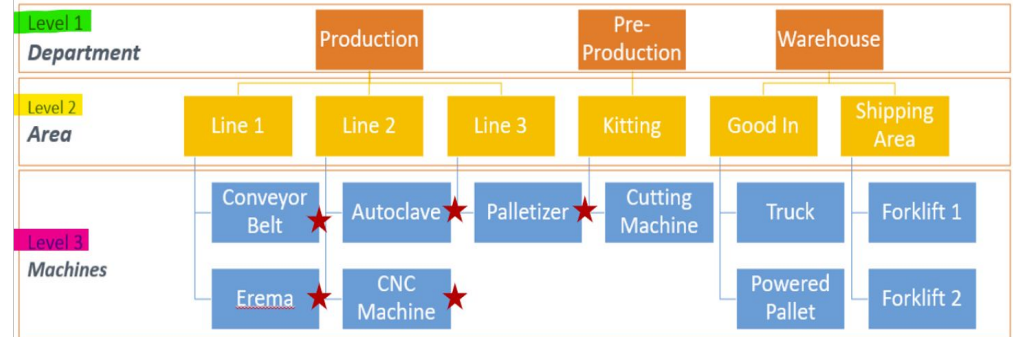 Level 1
Department
Production
Pre-
Production
Warehouse
Level 2
Area
Line 1
Line 2
Line 3
Kitting
Good In
Shipping
Area
Level 3
Machines
Conveyor
Belt
Autoclave
Palletizer
Cutting
Machine
Truck
Forklift 1
Erema
CNC
Machine
Powered
Pallet
Forklift 2